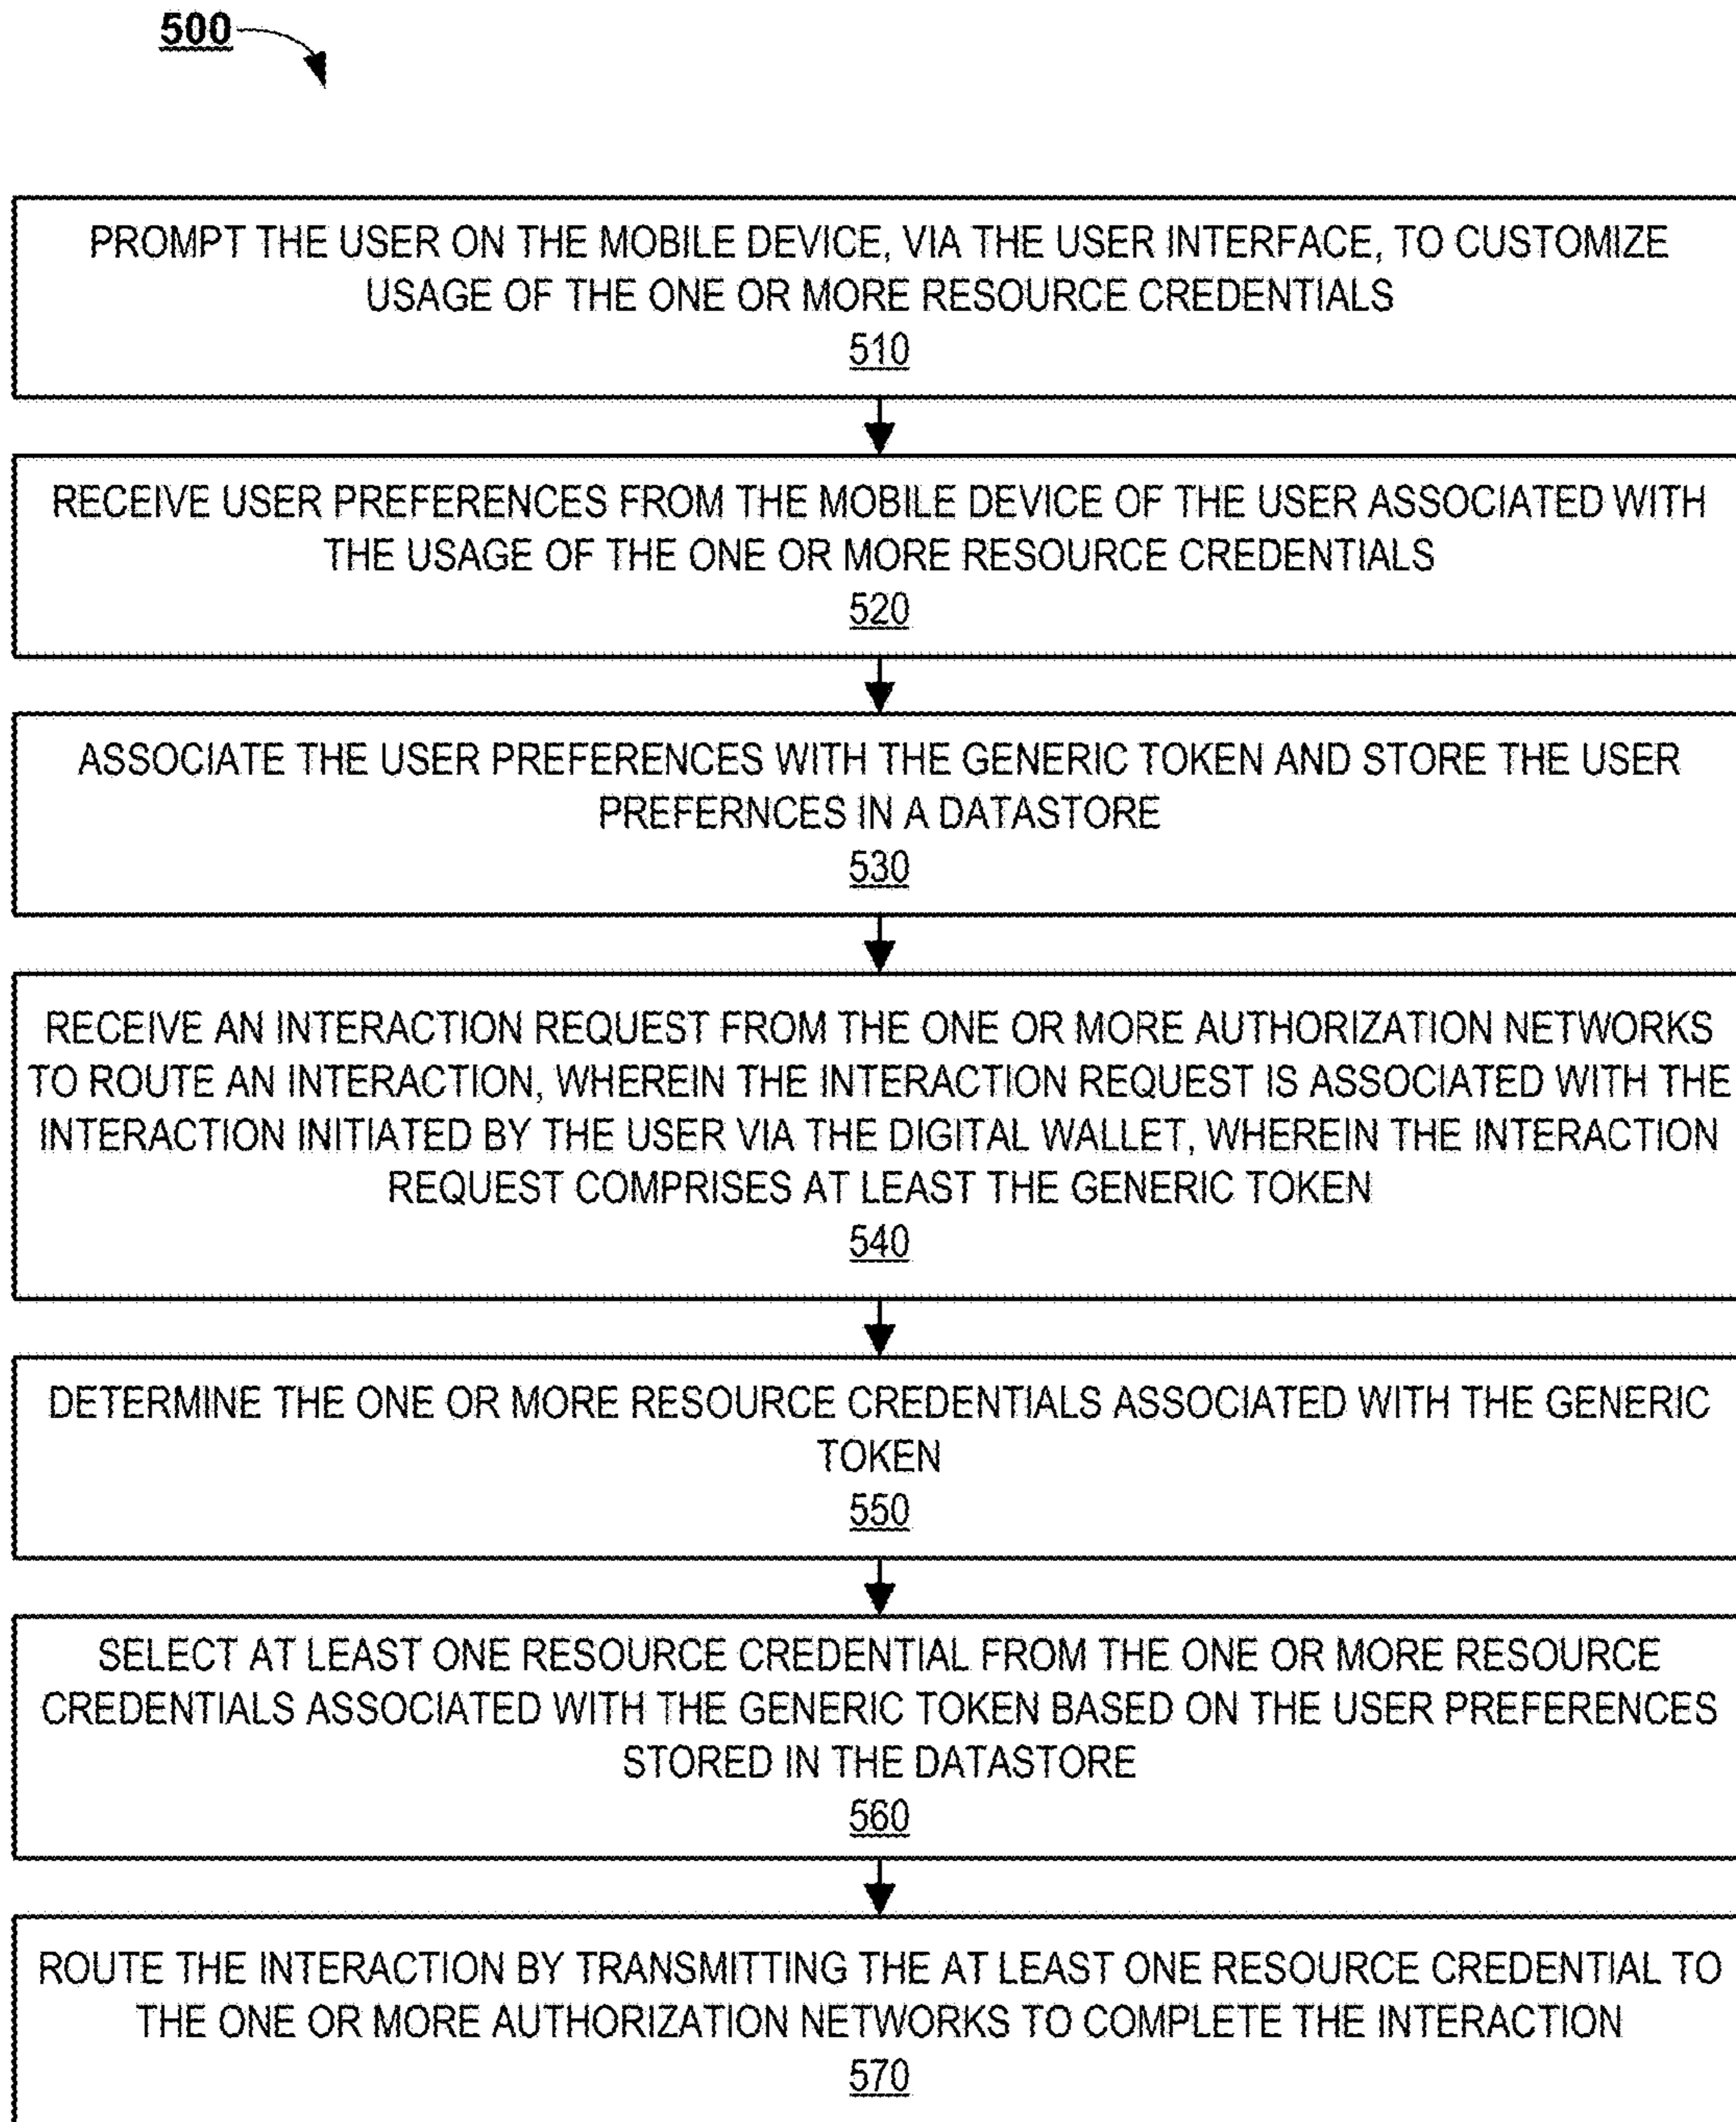 500
PROMPT THE USER ON THE MOBILE DEVICE, VIA THE USER INTERFACE, TO CUSTOMIZE
USAGE OF THE ONE OR MORE RESOURCE CREDENTIALS
510
RECEIVE USER PREFERENCES FROM THE MOBILE DEVICE OF THE USER ASSOCIATED WITH
THE USAGE OF THE ONE OR MORE RESOURCE CREDENTIALS
520
ASSOCIATE THE USER PREFERENCES WITH THE GENERIC TOKEN AND STORE THE USER
PREFERNCES IN A DATASTORE
530
RECEIVE AN INTERACTION REQUEST FROM THE ONE OR MORE AUTHORIZATION NETWORKS
TO ROUTE AN INTERACTION, WHEREIN THE INTERACTION REQUEST IS ASSOCIATED WITH THE
INTERACTION INITIATED BY THE USER VIA THE DIGITAL WALLET, WHEREIN THE INTERACTION
REQUEST COMPRISES AT LEAST THE GENERIC TOKEN
540
DETERMINE THE ONE OR MORE RESOURCE CREDENTIALS ASSOCIATED WITH THE GENERIC
TOKEN
550
SELECT AT LEAST ONE RESOURCE CREDENTIAL FROM THE ONE OR MORE RESOURCE
CREDENTIALS ASSOCIATED WITH THE GENERIC TOKEN BASED ON THE USER PREFERENCES
STORED IN THE DATASTORE
560
ROUTE THE INTERACTION BY TRANSMITTING THE AT LEAST ONE RESOURCE CREDENTIAL TO
THE ONE OR MORE AUTHORIZATION NETWORKS TO COMPLETE THE INTERACTION
570